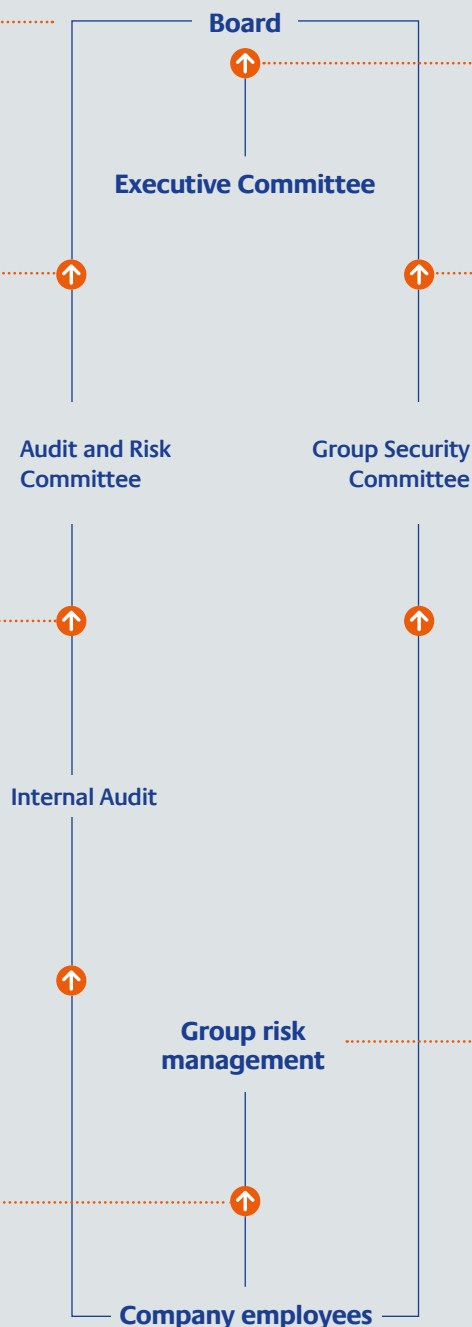 Board
Executive Committee
Audit and Risk
Committee
Group Security
Committee
Internal Audit
Group risk
management
Company employees